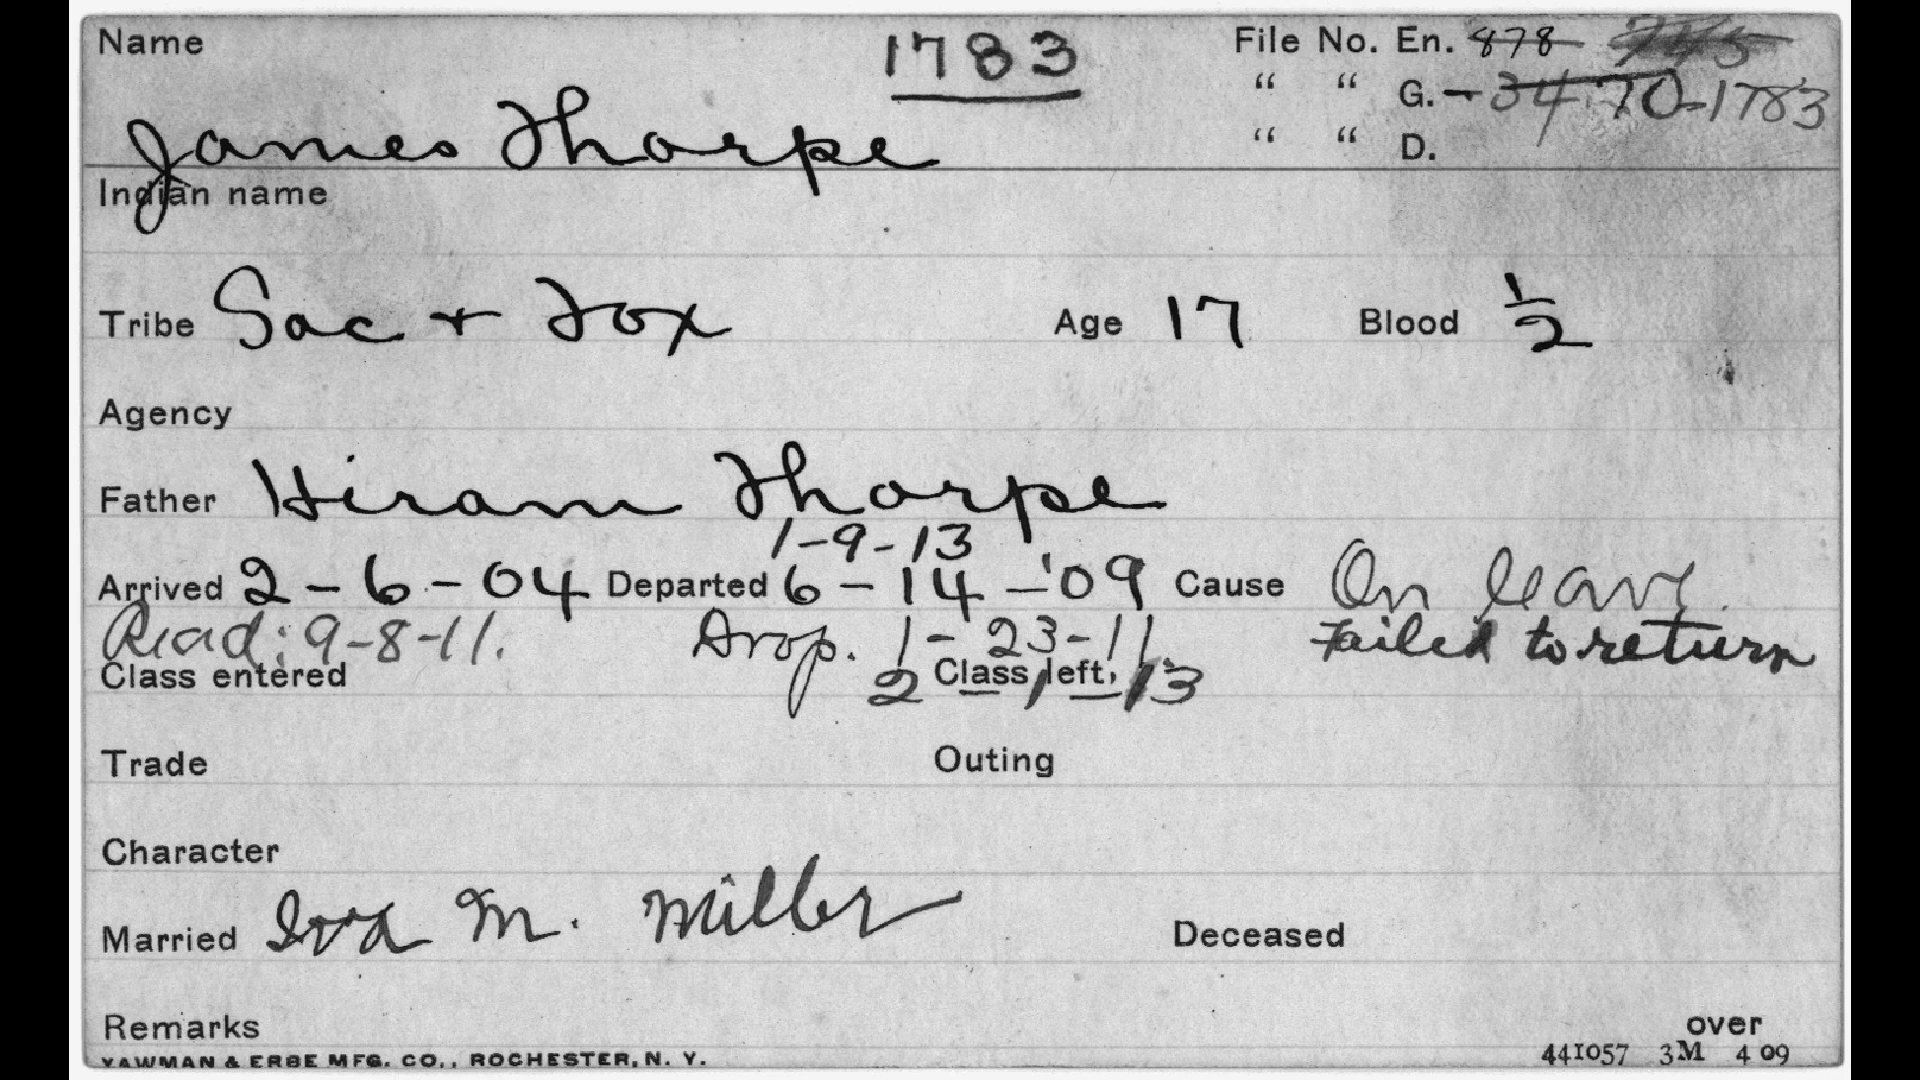 Name 1783 File No. En. 878
" " G. - 3470-1783
James Thorpe " " D.
Indian name
Tribe Sac + Fox Age 17 Blood 1/2
Agency
Father Hiram Thorpe
1-9-13
Arrived 2-6-04 Departed 6-14-'09 Cause On leave
Read: 9-8-11. Drop. 1-23-11 Failed to return
Class entered 2 Class left, 13
Trade Outing
Character
Married Iva M. Miller Deceased
Remarks over
YAWMAN & ERBE MFG. CO., ROCHESTER, N. Y. 441057 3M 4 09